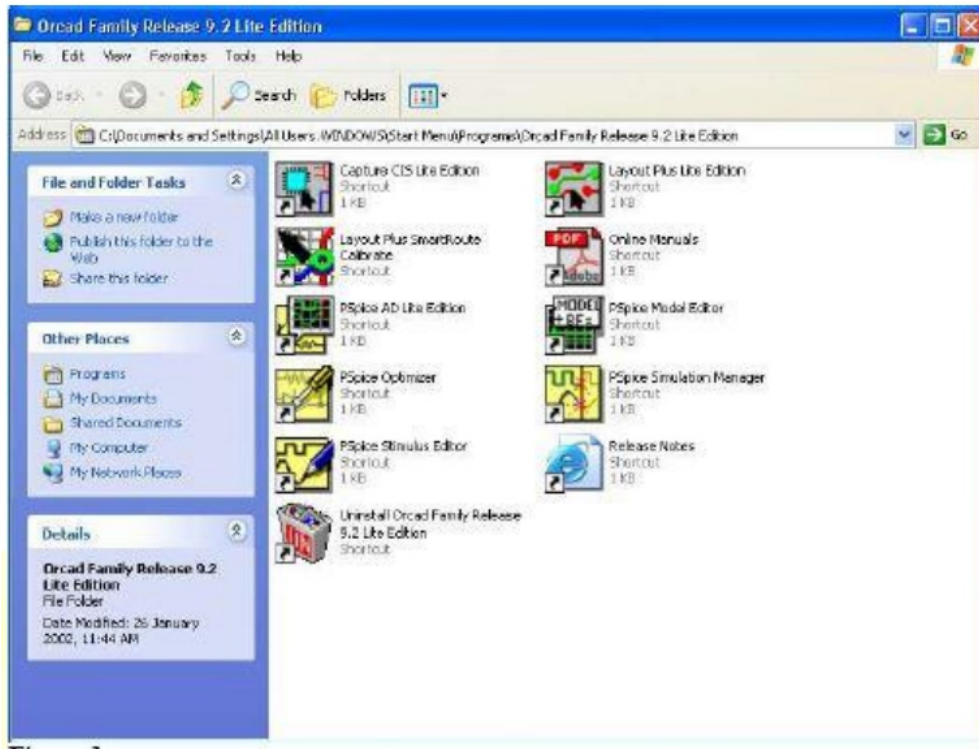 Orcad Family Release 9.2 Lite Edition
File Edit View Favorites Tools Help
Back Search Folders
Address C:\Documents and Settings\All Users.WINDOWS\Start Menu\Programs\Orcad Family Release 9.2 Lite Edition Go
File and Folder Tasks
Make a new folder
Publish this folder to the
Web
Share this folder
Other Places
Programs
My Documents
Shared Documents
My Computer
My Network Places
Details
Orcad Family Release 9.2
Lite Edition
File Folder
Date Modified: 26 January
2002, 11:44 AM
Capture CIS Lite Edition
Shortcut
1 KB
Layout Plus Lite Edition
Shortcut
1 KB
Layout Plus SmartRoute
Calibrate
Shortcut
PDF
Adobe
Online Manuals
Shortcut
1 KB
PSpice AD Lite Edition
Shortcut
1 KB
MODEL
+BF=
PSpice Model Editor
Shortcut
1 KB
PSpice Optimizer
Shortcut
1 KB
PSpice Simulation Manager
Shortcut
1 KB
PSpice Stimulus Editor
Shortcut
1 KB
Release Notes
Shortcut
1 KB
Uninstall Orcad Family Release
9.2 Lite Edition
Shortcut